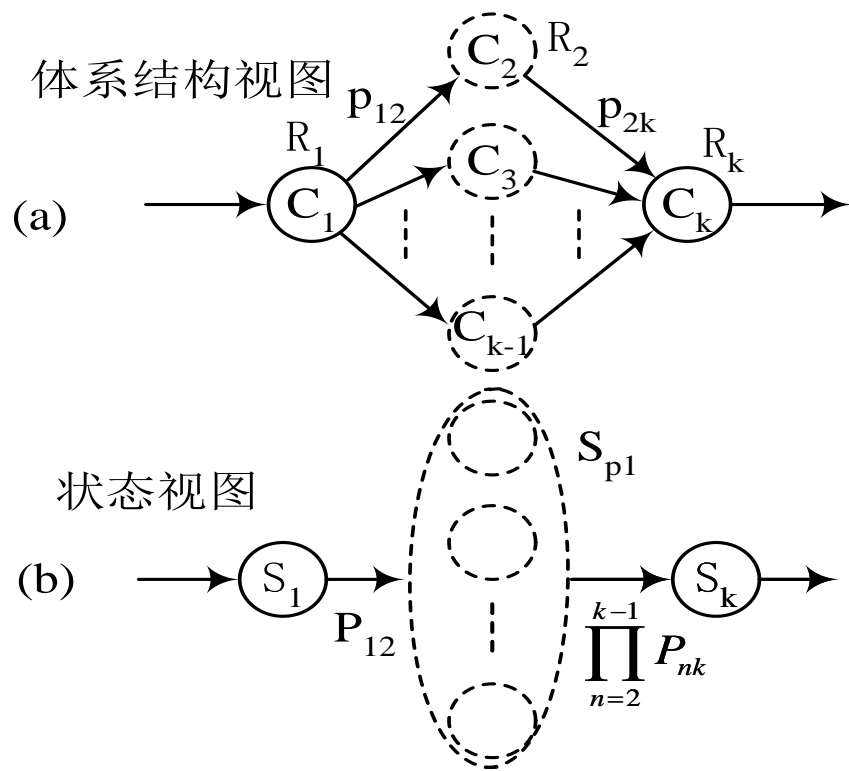 C2 R2
体系结构视图
p12 p2k
R1 Rk
C3
(a) C1 Ck
Ck-1
Sp1
状态视图
(b) S1 Sk
P12
k-1
∏ Pnk
n=2